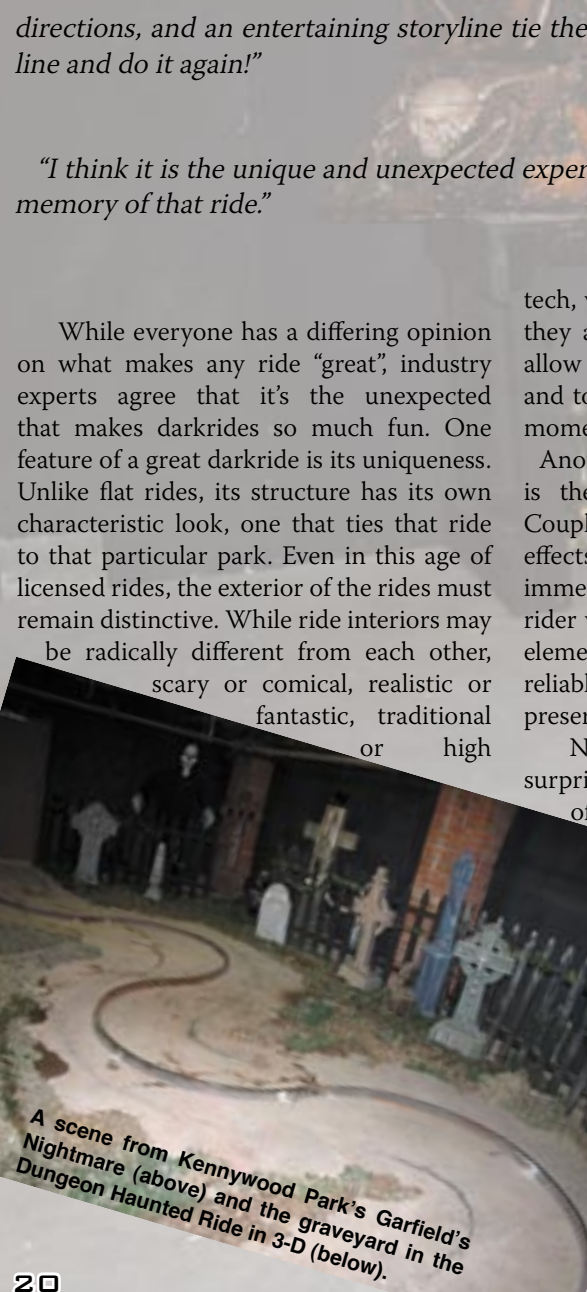 directions, and an entertaining storyline tie the
line and do it again!”
“I think it is the unique and unexpected exper
memory of that ride.”
While everyone has a differing opinion
on what makes any ride “great”, industry
experts agree that it’s the unexpected
that makes darkrides so much fun. One
feature of a great darkride is its uniqueness.
Unlike flat rides, its structure has its own
characteristic look, one that ties that ride
to that particular park. Even in this age of
licensed rides, the exterior of the rides must
remain distinctive. While ride interiors may
be radically different from each other,
scary or comical, realistic or
fantastic, traditional
or high
tech,
they a
allow
and to
mome
Ano
is the
Coupl
effects
imme
rider
eleme
reliabl
presen
N
surpri
of
A scene from Kennywood Park’s Garfield’s
Nightmare (above) and the graveyard in the
Dungeon Haunted Ride in 3-D (below).
20